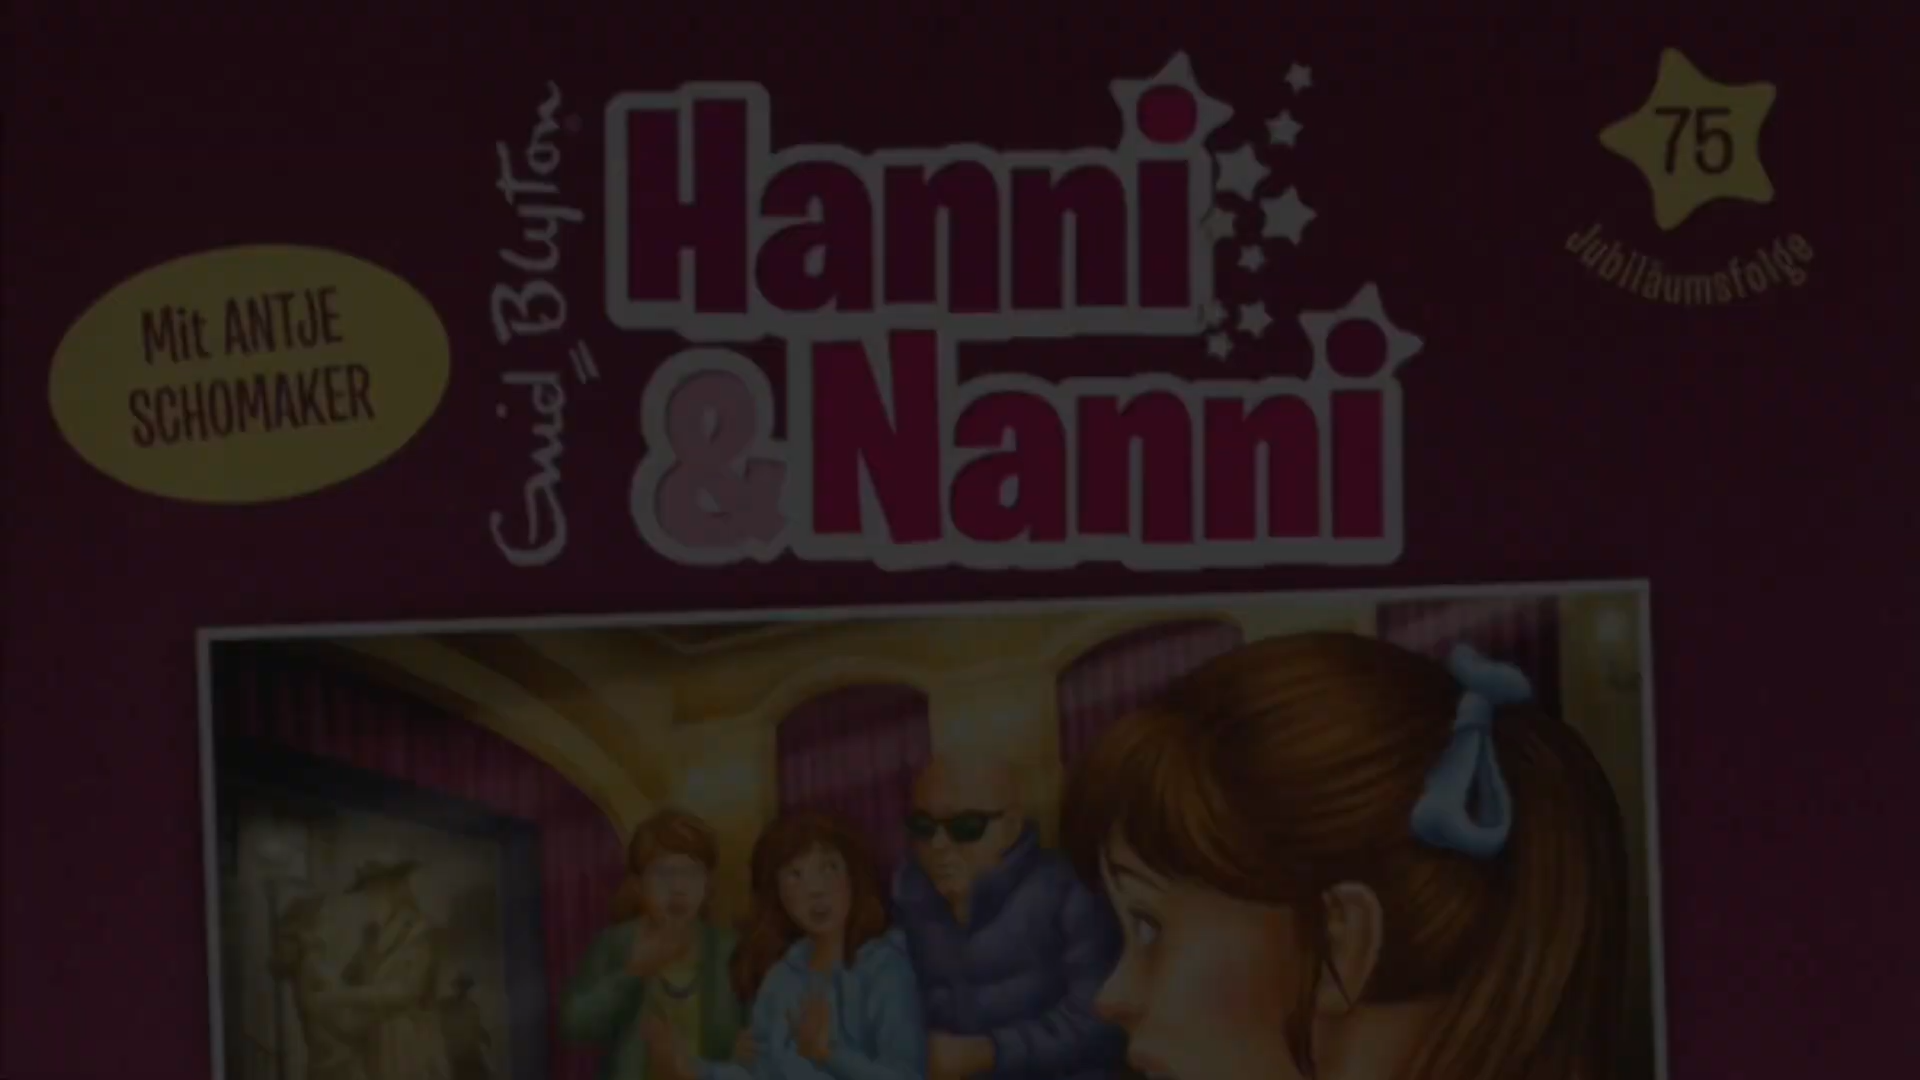 Enid Blyton
Hanni
& Nanni
75
Jubiläumsfolge
Mit ANTJE
SCHOMAKER